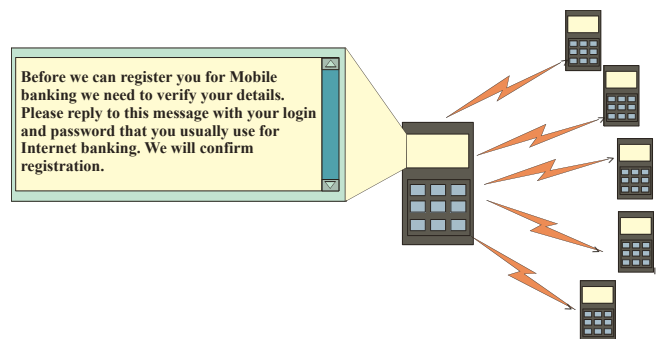 Before we can register you for Mobile
banking we need to verify your details.
Please reply to this message with your login
and password that you usually use for
Internet banking. We will confirm
registration.